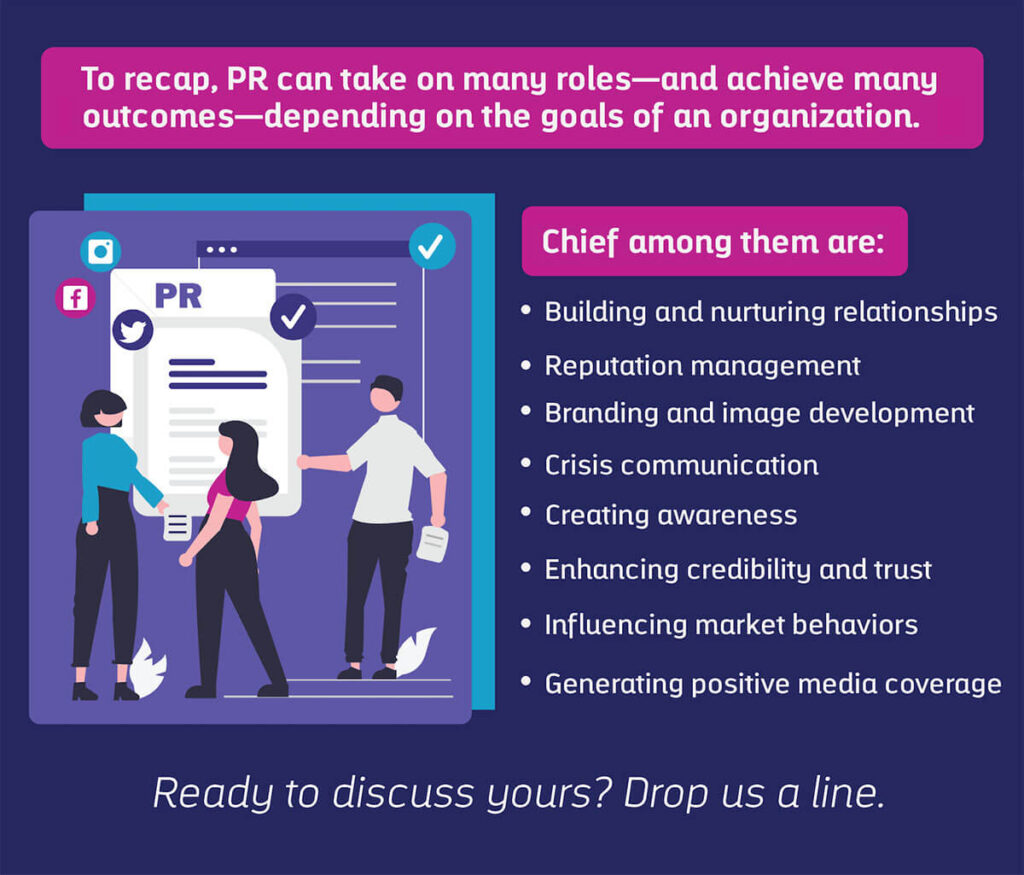 To recap, PR can take on many roles—and achieve many
outcomes—depending on the goals of an organization.
PR
Chief among them are:
• Building and nurturing relationships
• Reputation management
• Branding and image development
• Crisis communication
• Creating awareness
• Enhancing credibility and trust
• Influencing market behaviors
• Generating positive media coverage
Ready to discuss yours? Drop us a line.